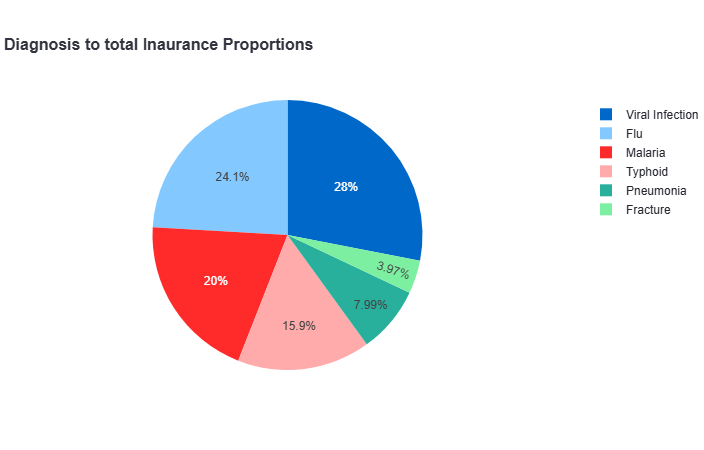 Diagnosis to total Inaurance Proportions
Viral Infection
Flu
Malaria
Typhoid
Pneumonia
Fracture
24.1%
28%
3.97%
20%
7.99%
15.9%